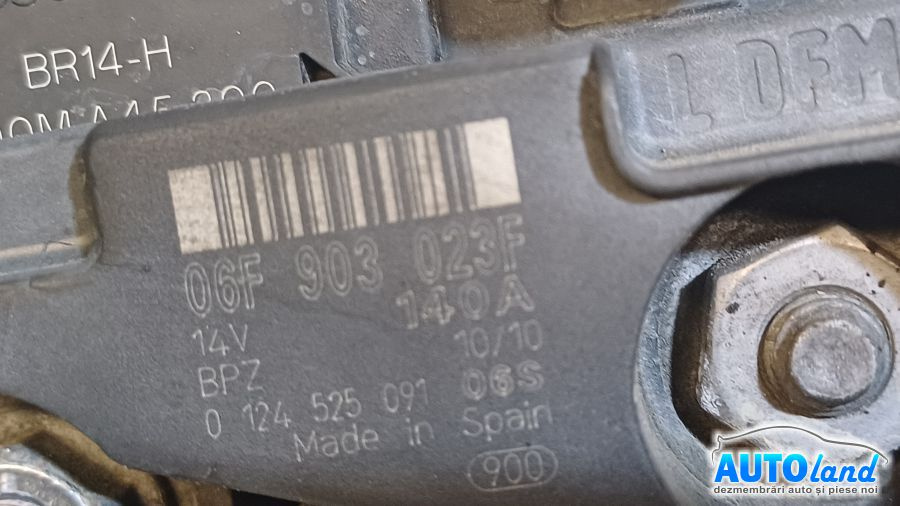 BR14-H
L DFM
06F 903 023F
140A
14V 10/10
BPZ 06S
0 124 525 091
Made in Spain
900
AUTOland
dezmembrări auto și piese noi